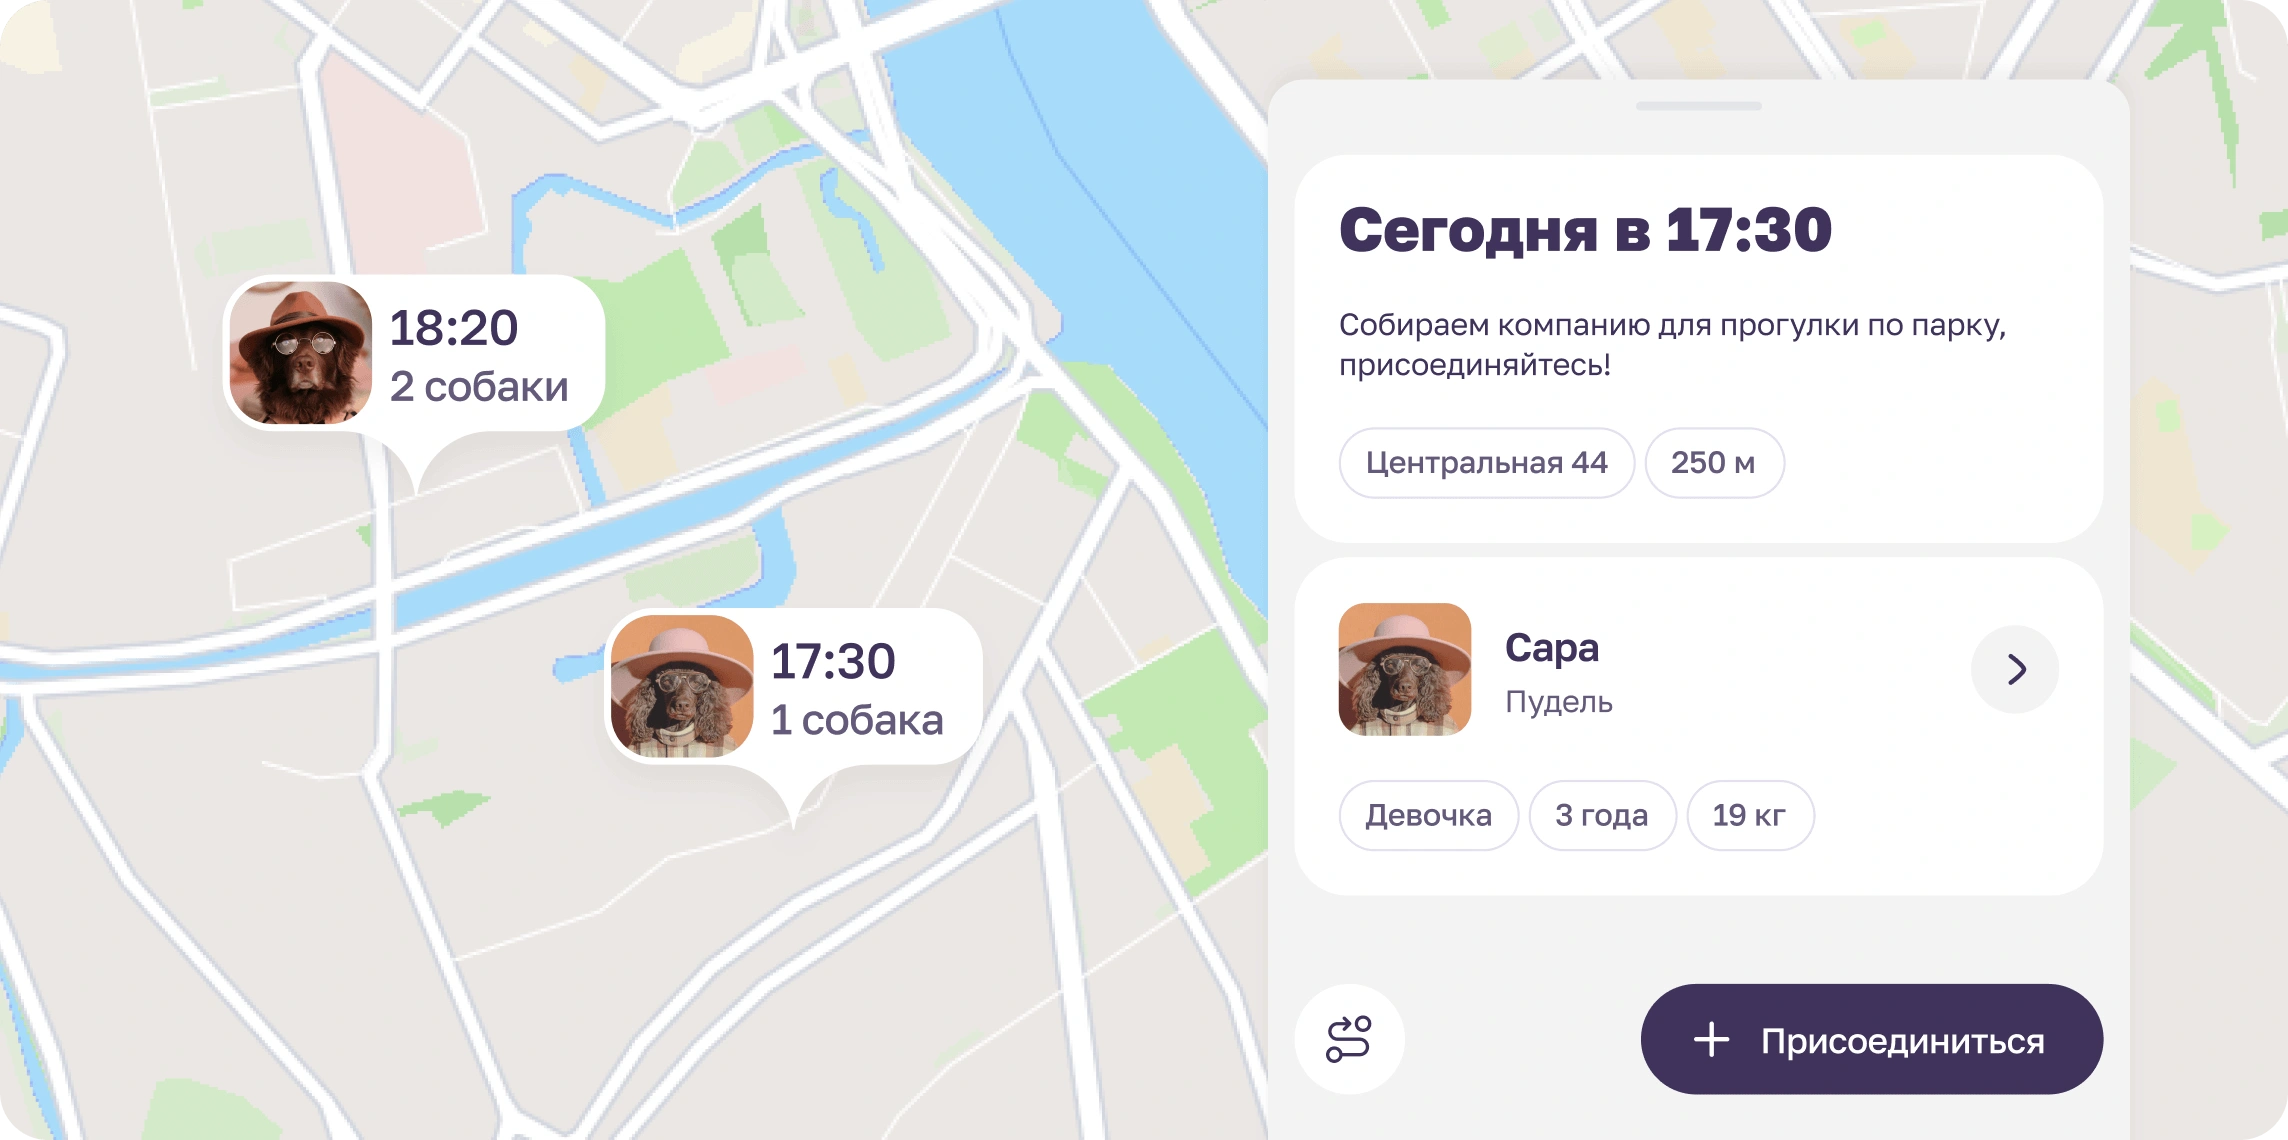 18:20
2 собаки
17:30
1 собака
Сегодня в 17:30
Собираем компанию для прогулки по парку,
присоединяйтесь!
Центральная 44
250 м
Сара
Пудель
Девочка
3 года
19 кг
Присоединиться